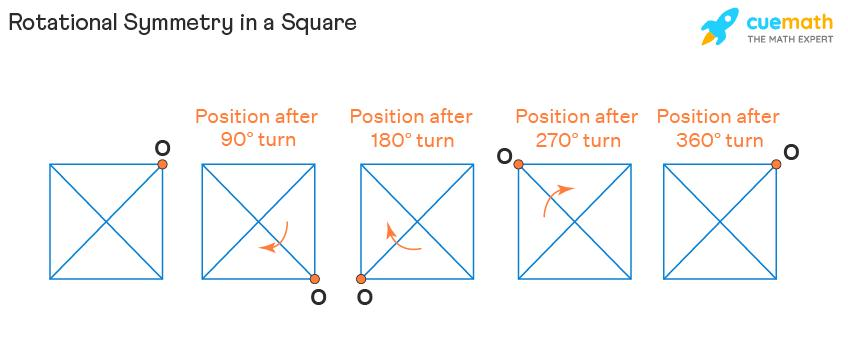 Rotational Symmetry in a Square
cuemath
THE MATH EXPERT
Position after
90° turn
Position after
180° turn
Position after
270° turn
Position after
360° turn
O
O
O
O
O